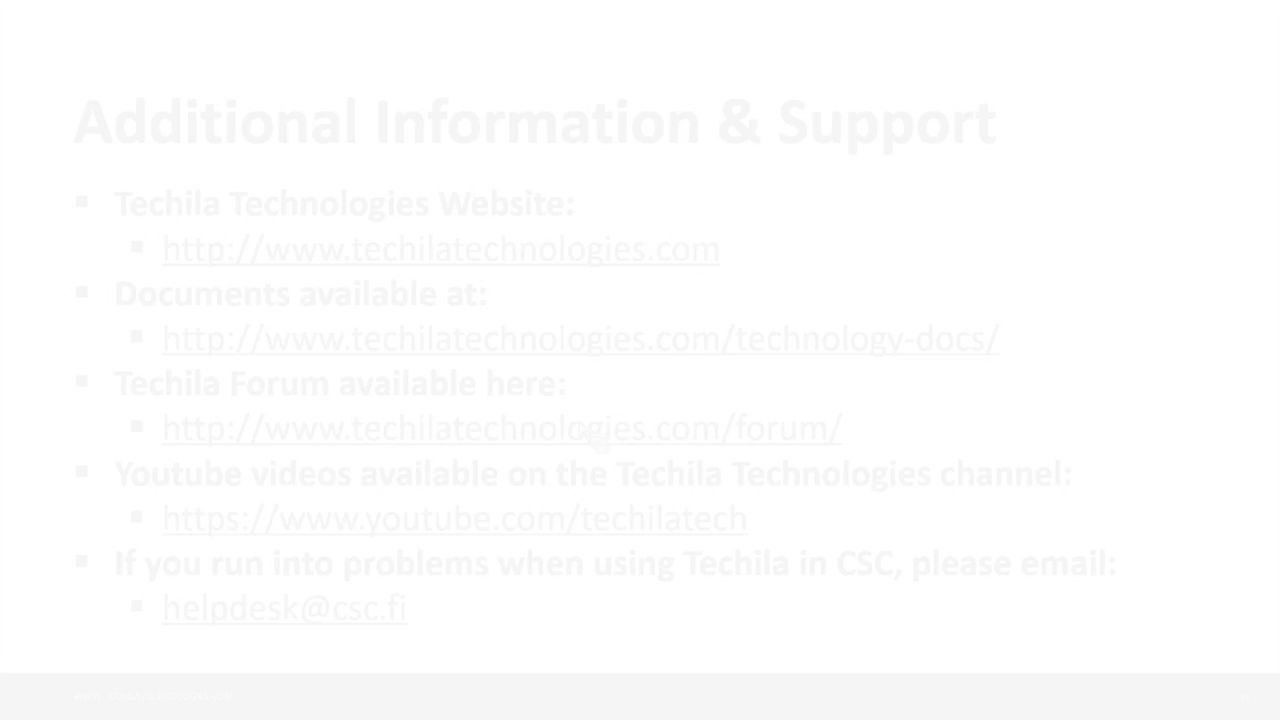 Additional Information & Support
▪ Techila Technologies Website:
▪ http://www.techilatechnologies.com
▪ Documents available at:
▪ http://www.techilatechnologies.com/technology-docs/
▪ Techila Forum available here:
▪ http://www.techilatechnologies.com/forum/
▪ Youtube videos available on the Techila Technologies channel:
▪ https://www.youtube.com/techilatech
▪ If you run into problems when using Techila in CSC, please email:
▪ helpdesk@csc.fi